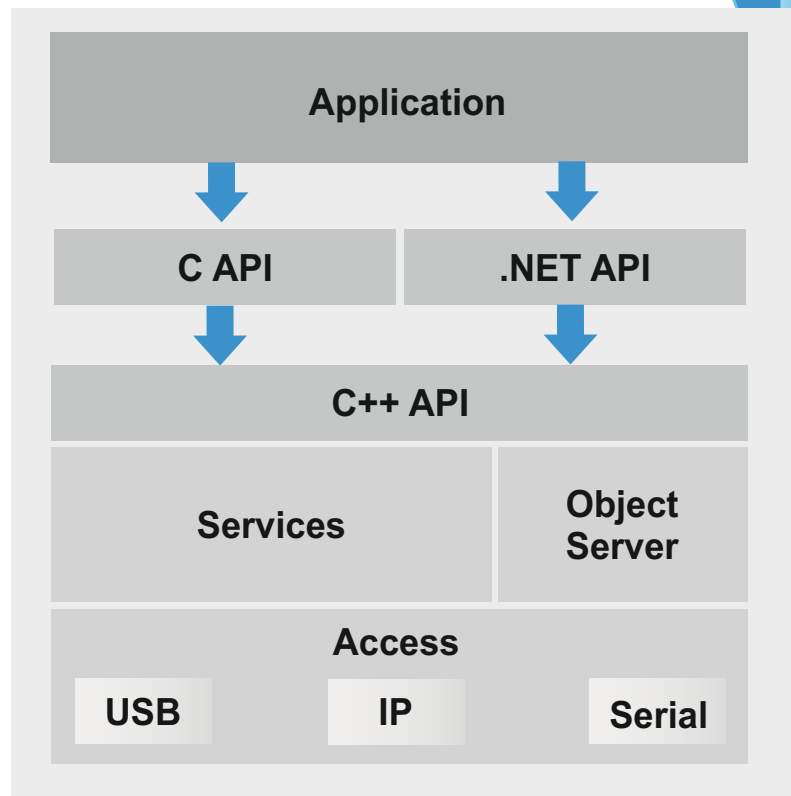 Application
C API
.NET API
C++ API
Services
Object
Server
Access
USB
IP
Serial